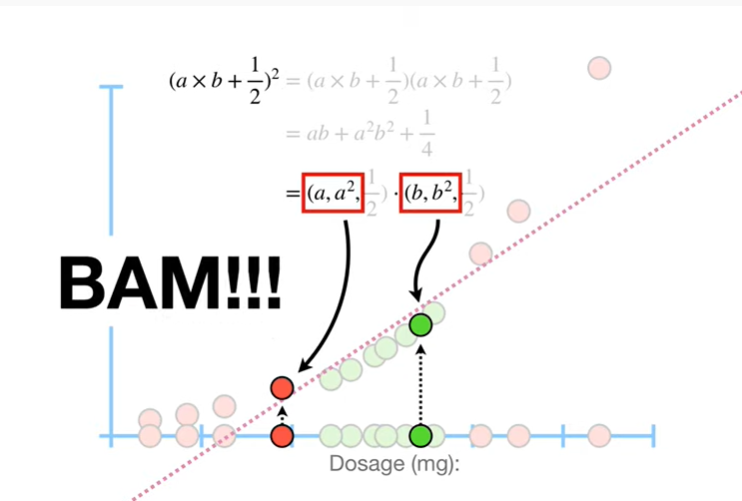 (a × b + 1/2)² = (a × b + 1/2)(a × b + 1/2)
= ab + a²b² + 1/4
= (a, a², 1/2) · (b, b², 1/2)
BAM!!!
Dosage (mg):